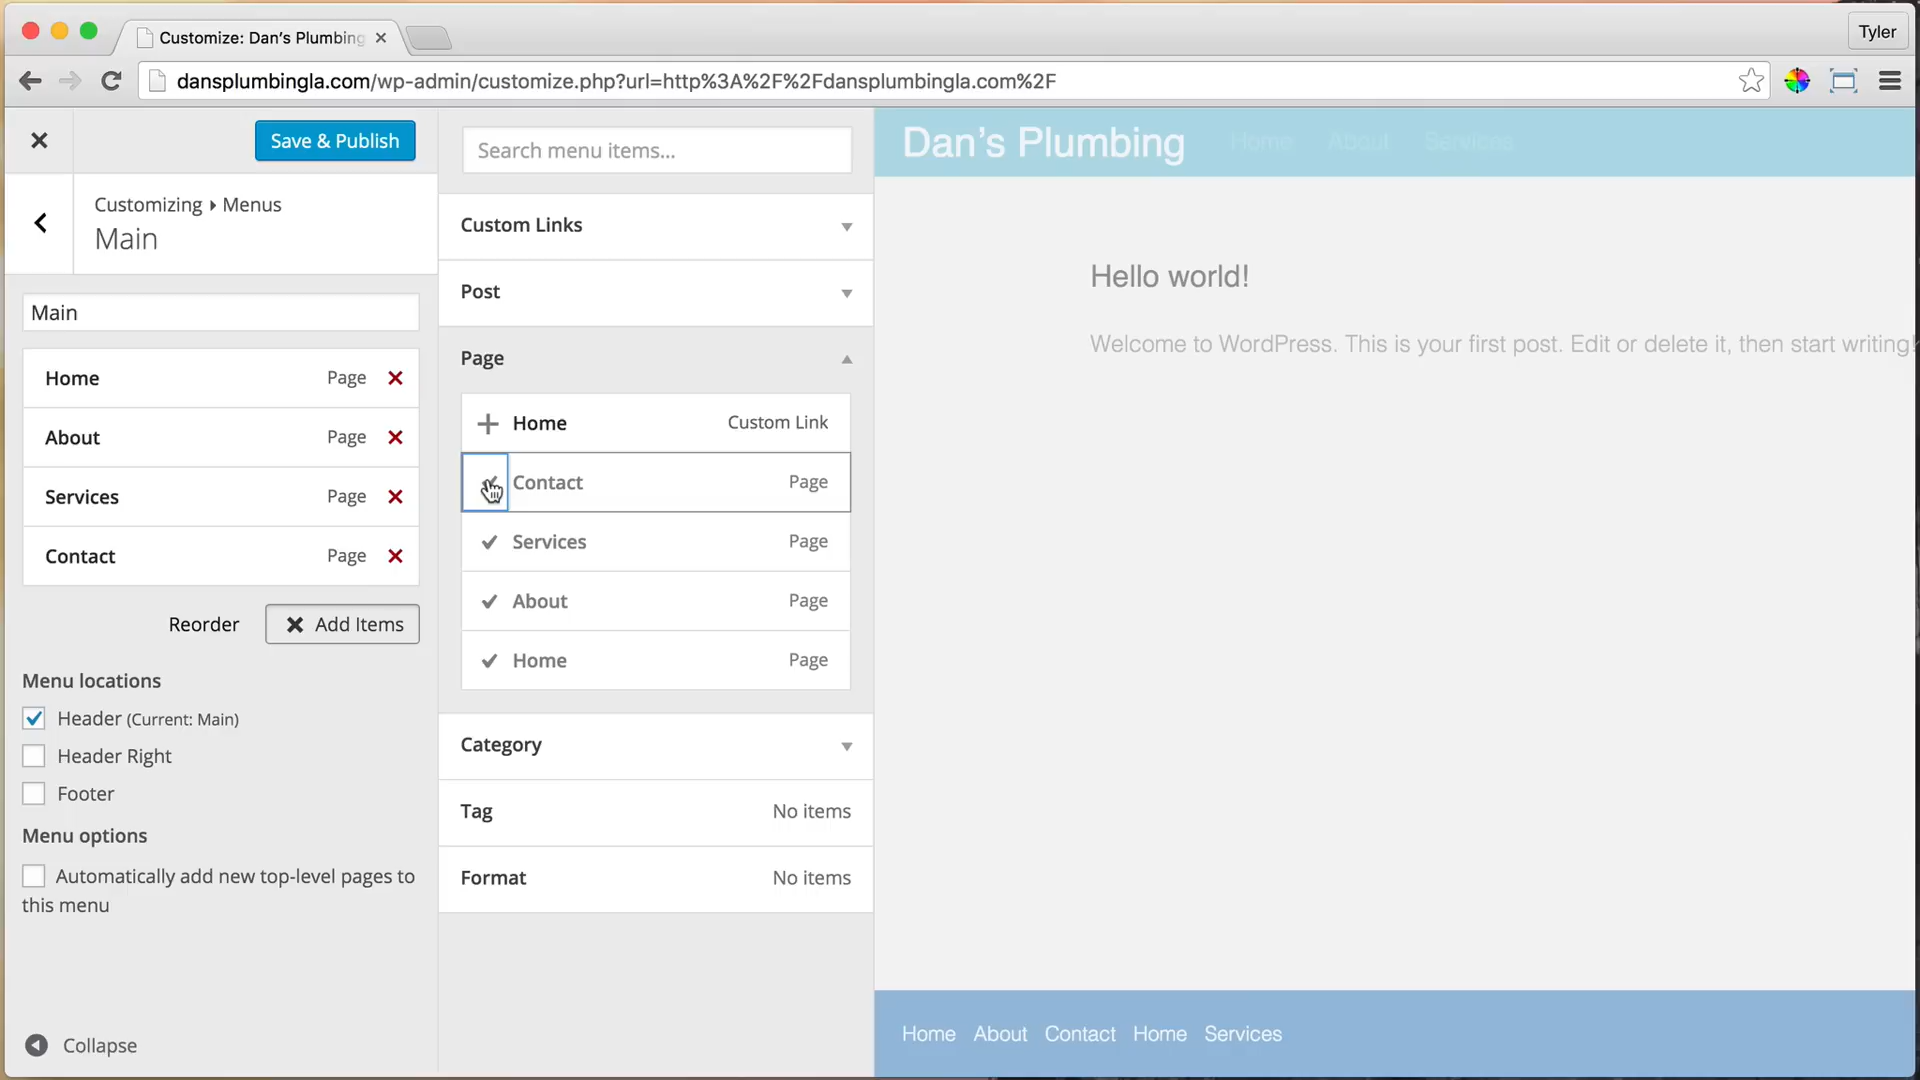 Customize: Dan's Plumbing
Tyler
dansplumbingla.com/wp-admin/customize.php?url=http%3A%2F%2Fdansplumbingla.com%2F
Save & Publish
Customizing ▸ Menus
Main
Main
Home Page
About Page
Services Page
Contact Page
Reorder Add Items
Menu locations
Header (Current: Main)
Header Right
Footer
Menu options
Automatically add new top-level pages to
this menu
Collapse
Search menu items...
Custom Links
Post
Page
Home Custom Link
Contact Page
Services Page
About Page
Home Page
Category
Tag No items
Format No items
Dan's Plumbing Home About Services
Hello world!
Welcome to WordPress. This is your first post. Edit or delete it, then start writing!
Home About Contact Home Services